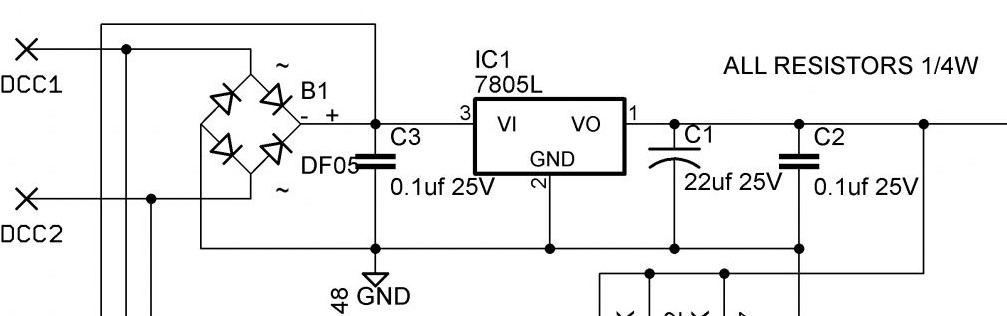 DCC1
~
B1
- +
DF05
~
DCC2
C3
0.1uf 25V
IC1
7805L
3
VI
VO
1
GND
2
ALL RESISTORS 1/4W
C1
22uf 25V
C2
0.1uf 25V
48
GND